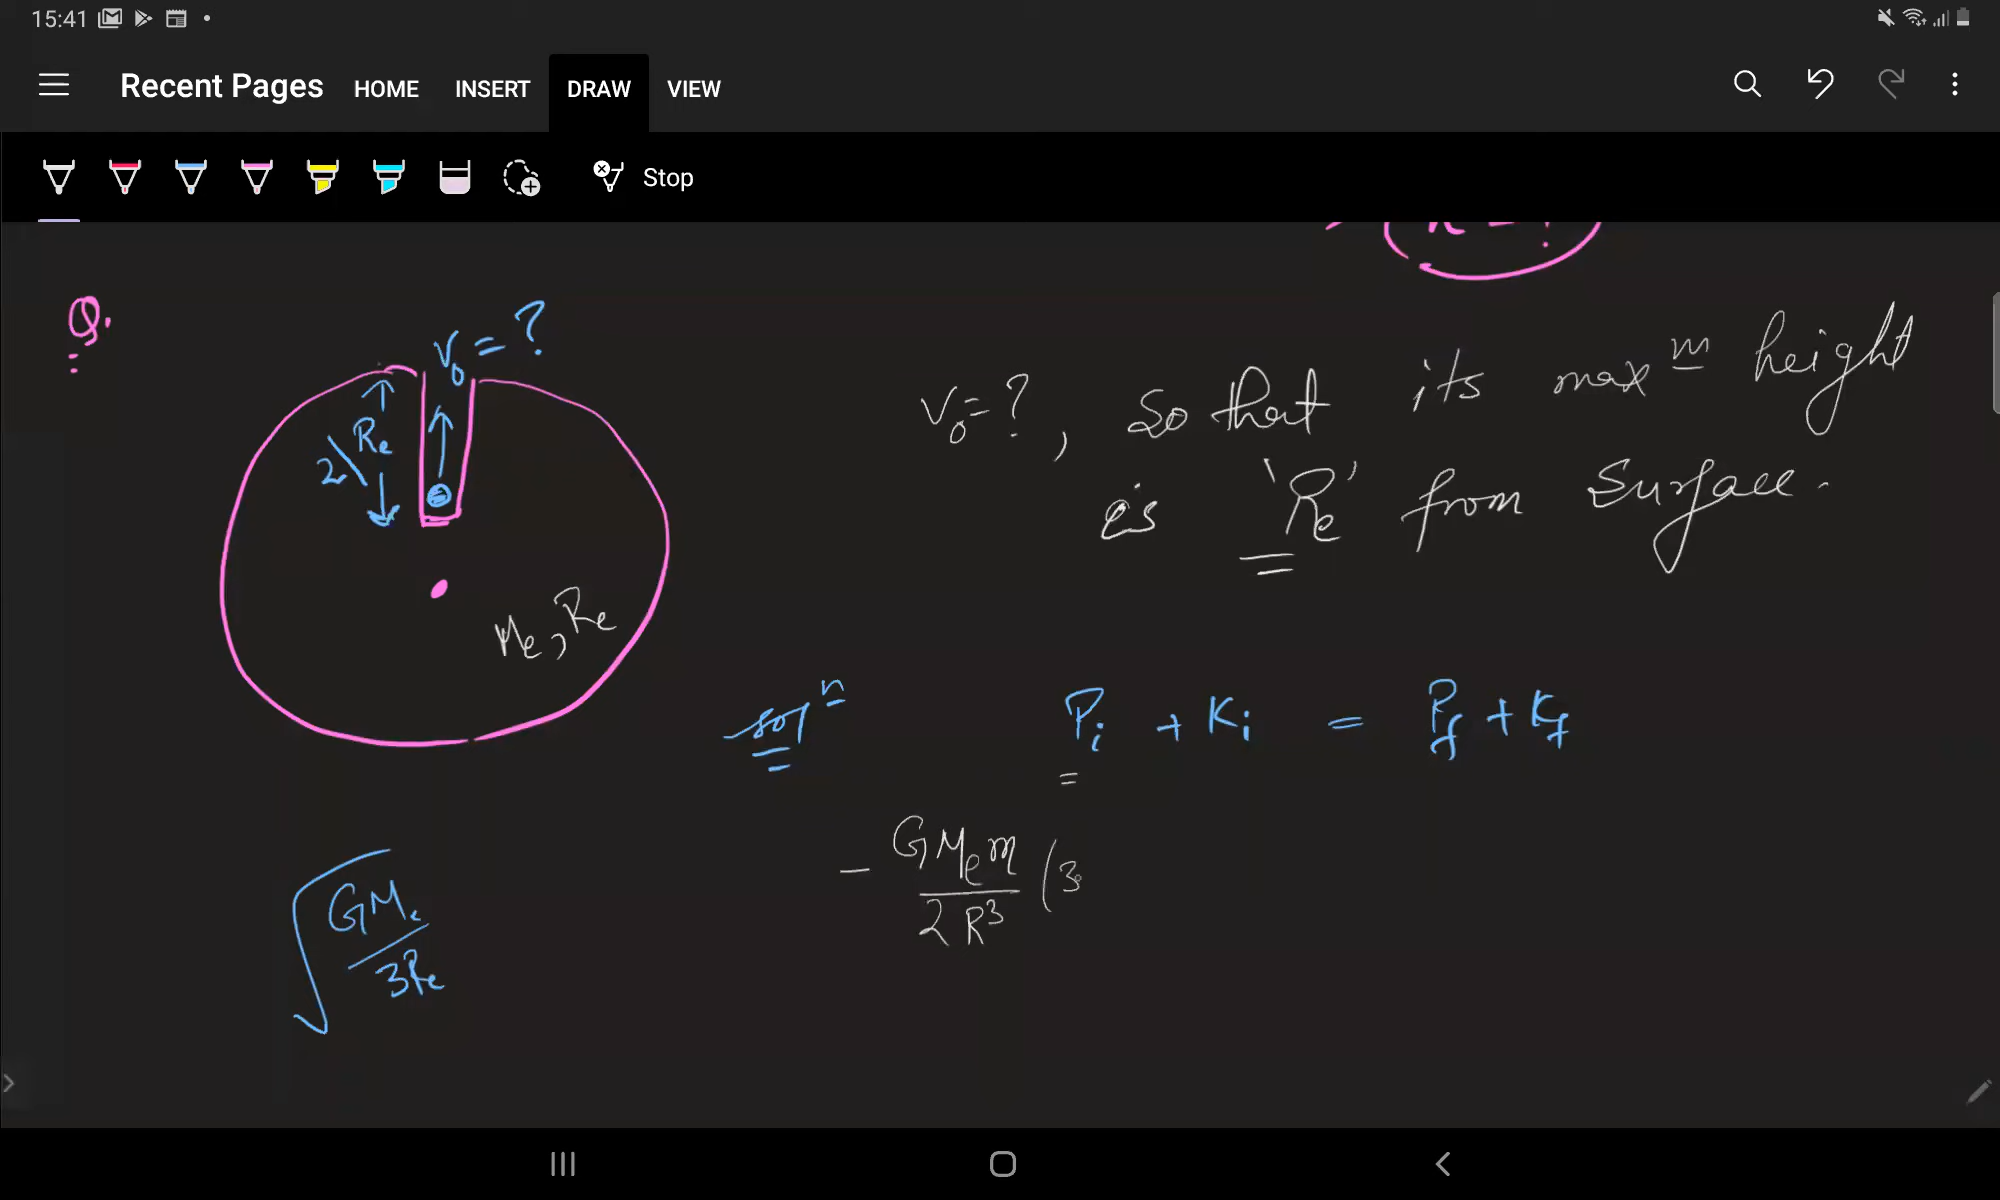 15:41
Recent Pages HOME INSERT DRAW VIEW
Stop
Q.
V₀ = ?
Rₑ
2
Mₑ, Rₑ
V₀=?, So that its maxᵐ height
is 'Rₑ' from Surface.
solⁿ Pᵢ + Kᵢ = P_f + K_f
- GMₑm / 2R³ (3
√(GMₑ / 3Rₑ)